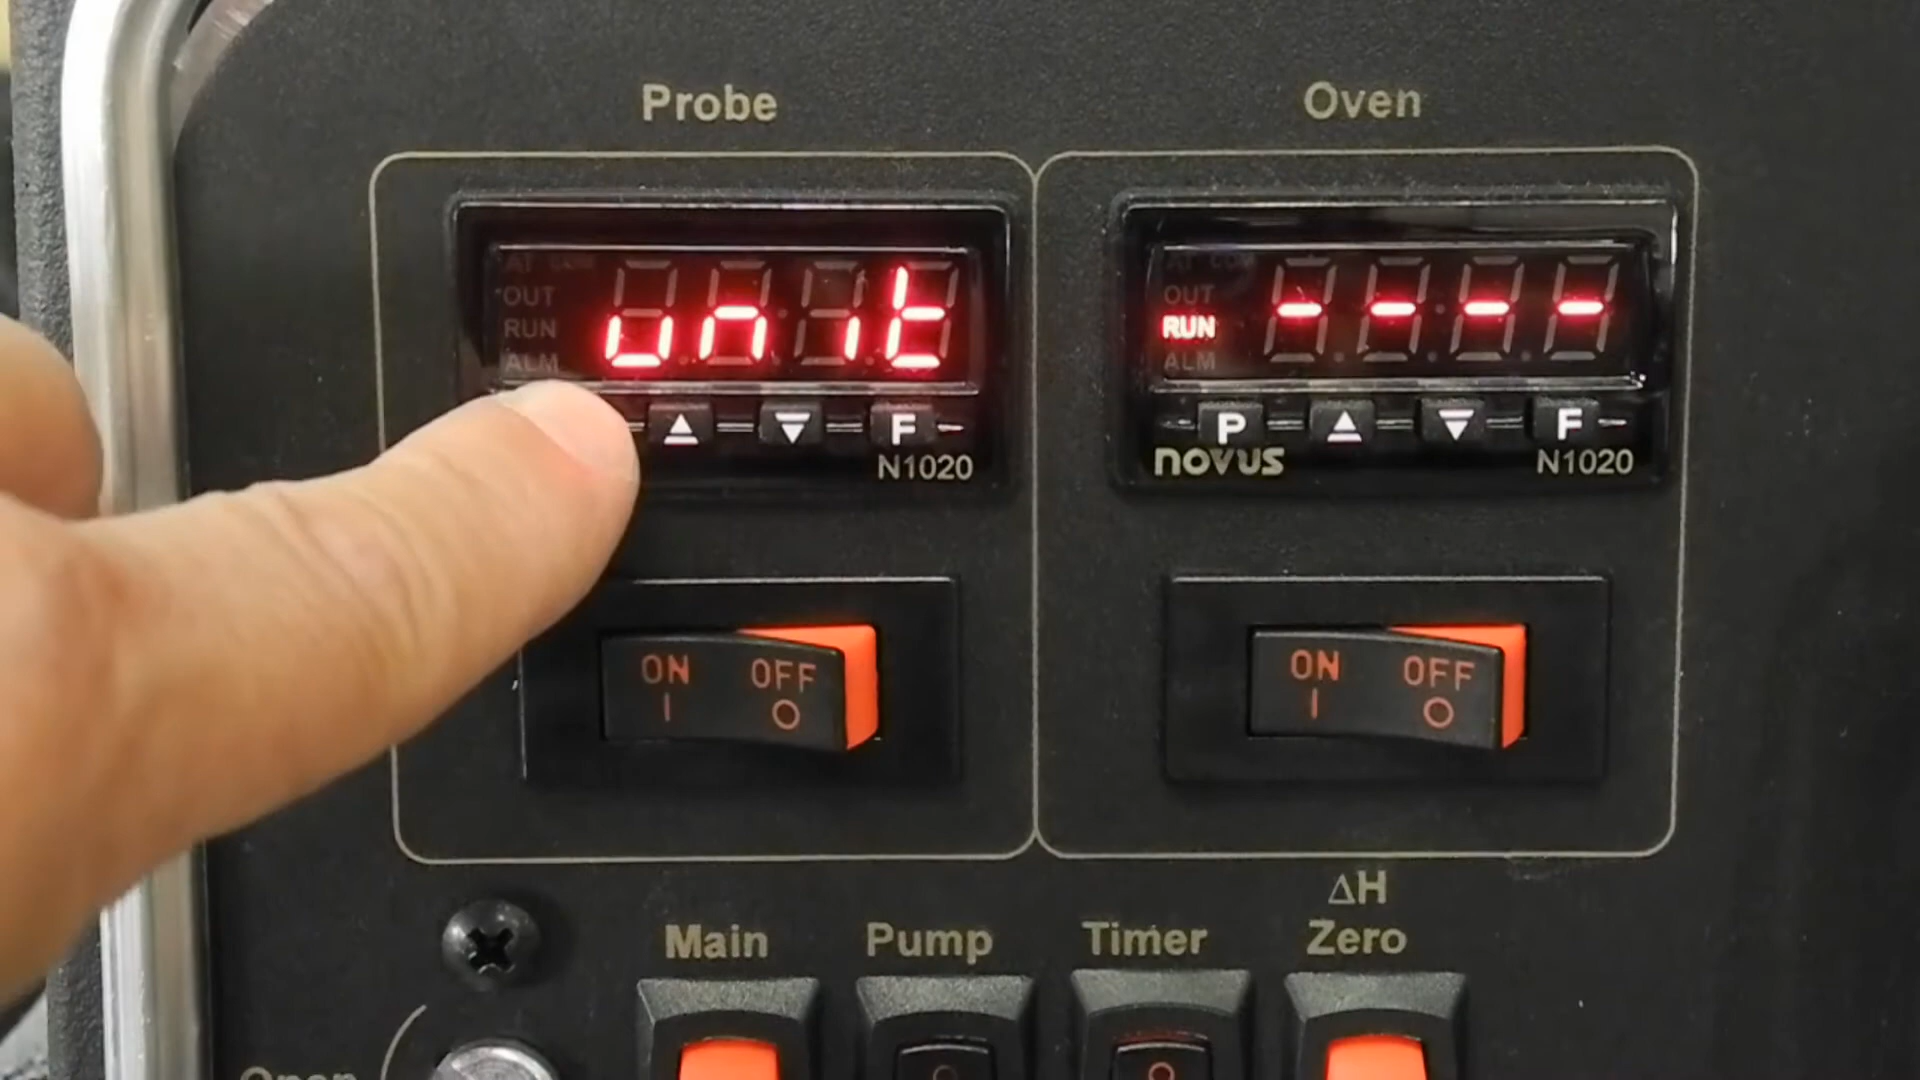 Probe
Oven
AT COM
OUT
RUN
ALM
unit
F
N1020
AT COM
OUT
RUN
ALM
----
P
F
novus
N1020
ON OFF
I O
ON OFF
I O
ΔH
Main
Pump
Timer
Zero
Open